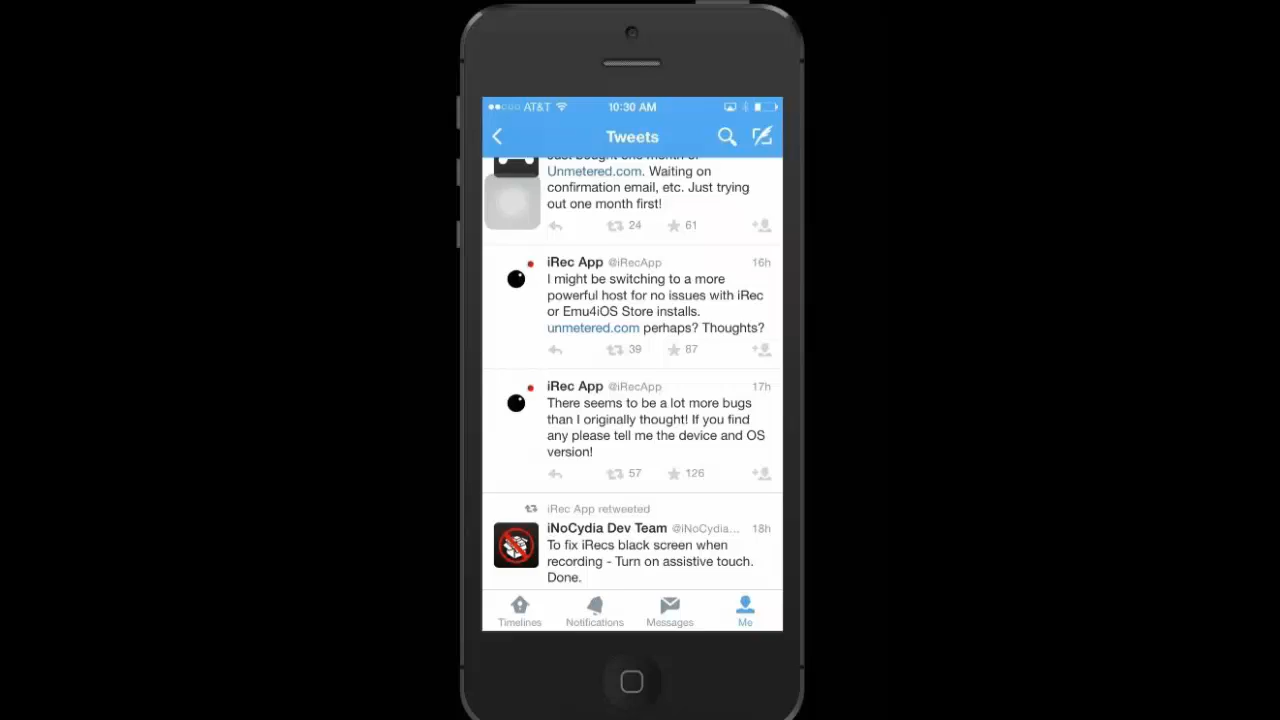 AT&T 10:30 AM
Tweets
Just bought one month of
Unmetered.com. Waiting on
confirmation email, etc. Just trying
out one month first!
24 61
iRec App @iRecApp 16h
I might be switching to a more
powerful host for no issues with iRec
or Emu4iOS Store installs.
unmetered.com perhaps? Thoughts?
39 87
iRec App @iRecApp 17h
There seems to be a lot more bugs
than I originally thought! If you find
any please tell me the device and OS
version!
57 126
iRec App retweeted
iNoCydia Dev Team @iNoCydia... 18h
To fix iRecs black screen when
recording - Turn on assistive touch.
Done.
Timelines Notifications Messages Me